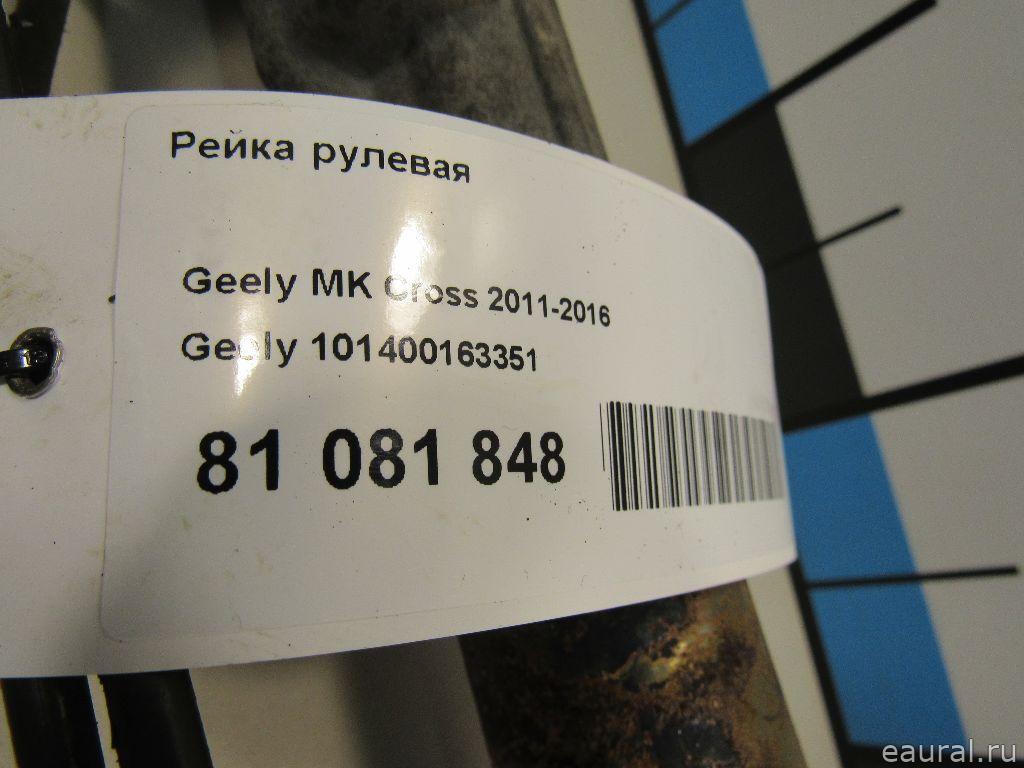 Рейка рулевая
Geely MK Cross 2011-2016
Geely 101400163351
81 081 848
eaural.ru